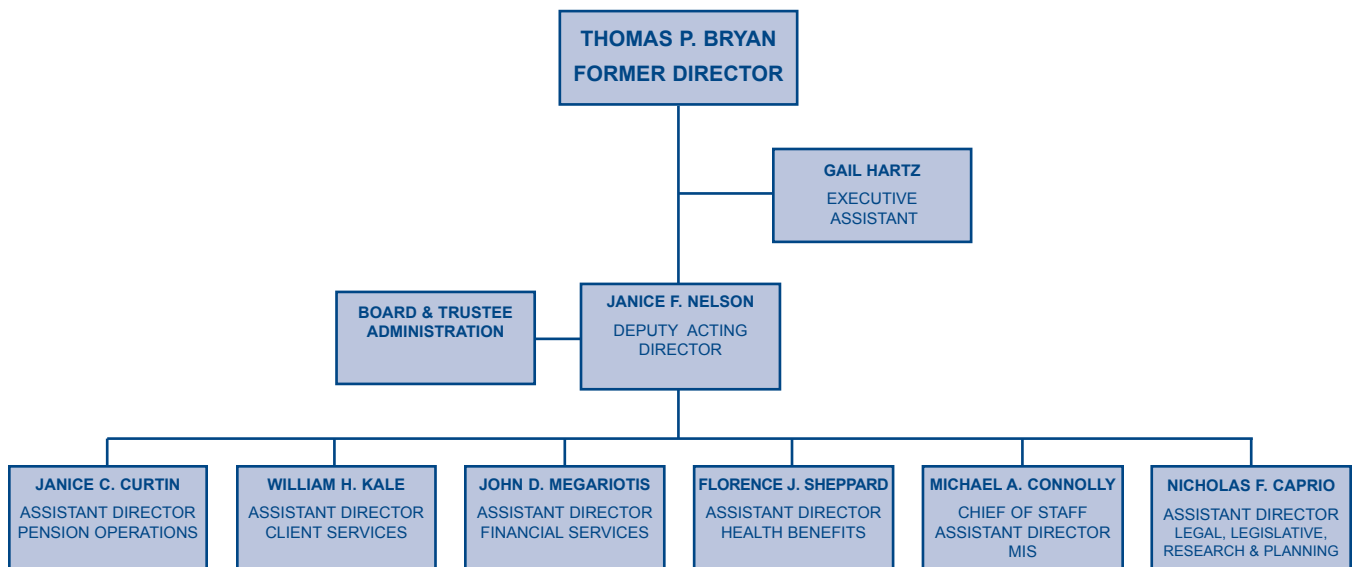 THOMAS P. BRYAN
FORMER DIRECTOR
GAIL HARTZ
EXECUTIVE
ASSISTANT
BOARD & TRUSTEE
ADMINISTRATION
JANICE F. NELSON
DEPUTY ACTING
DIRECTOR
JANICE C. CURTIN
ASSISTANT DIRECTOR
PENSION OPERATIONS
WILLIAM H. KALE
ASSISTANT DIRECTOR
CLIENT SERVICES
JOHN D. MEGARIOTIS
ASSISTANT DIRECTOR
FINANCIAL SERVICES
FLORENCE J. SHEPPARD
ASSISTANT DIRECTOR
HEALTH BENEFITS
MICHAEL A. CONNOLLY
CHIEF OF STAFF
ASSISTANT DIRECTOR
MIS
NICHOLAS F. CAPRIO
ASSISTANT DIRECTOR
LEGAL, LEGISLATIVE,
RESEARCH & PLANNING